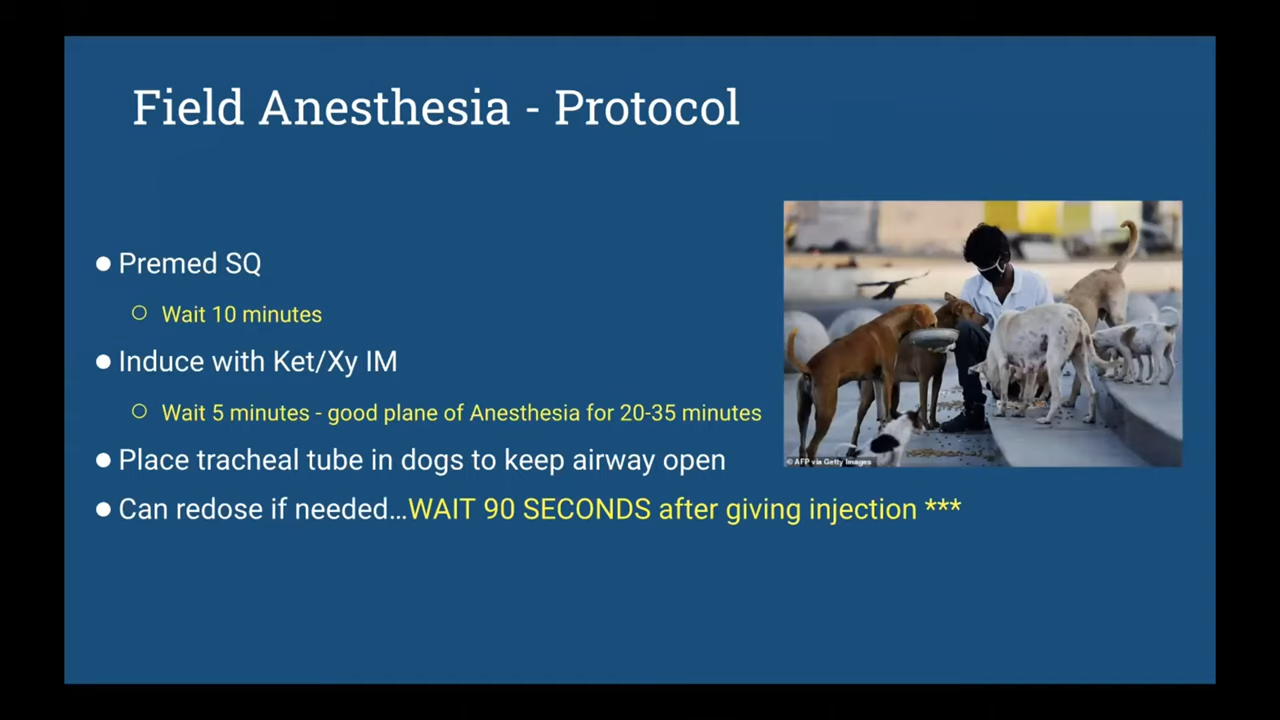 Field Anesthesia - Protocol
● Premed SQ
○ Wait 10 minutes
● Induce with Ket/Xy IM
○ Wait 5 minutes - good plane of Anesthesia for 20-35 minutes
● Place tracheal tube in dogs to keep airway open
● Can redose if needed...WAIT 90 SECONDS after giving injection ***
© AFP via Getty Images